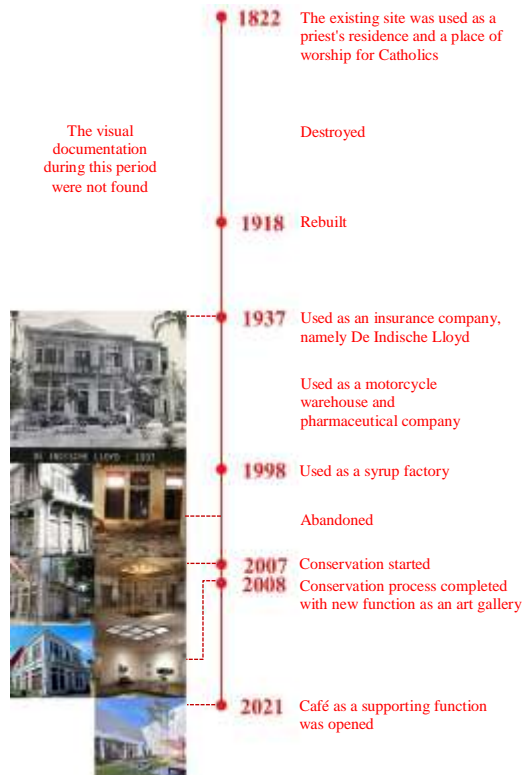 1822 The existing site was used as a
priest's residence and a place of
worship for Catholics
The visual
documentation
during this period
were not found
Destroyed
1918 Rebuilt
1937 Used as an insurance company,
namely De Indische Lloyd
Used as a motorcycle
warehouse and
pharmaceutical company
DE INDISCHE LLOYD - 1937
1998 Used as a syrup factory
Abandoned
2007 Conservation started
2008 Conservation process completed
with new function as an art gallery
2021 Café as a supporting function
was opened